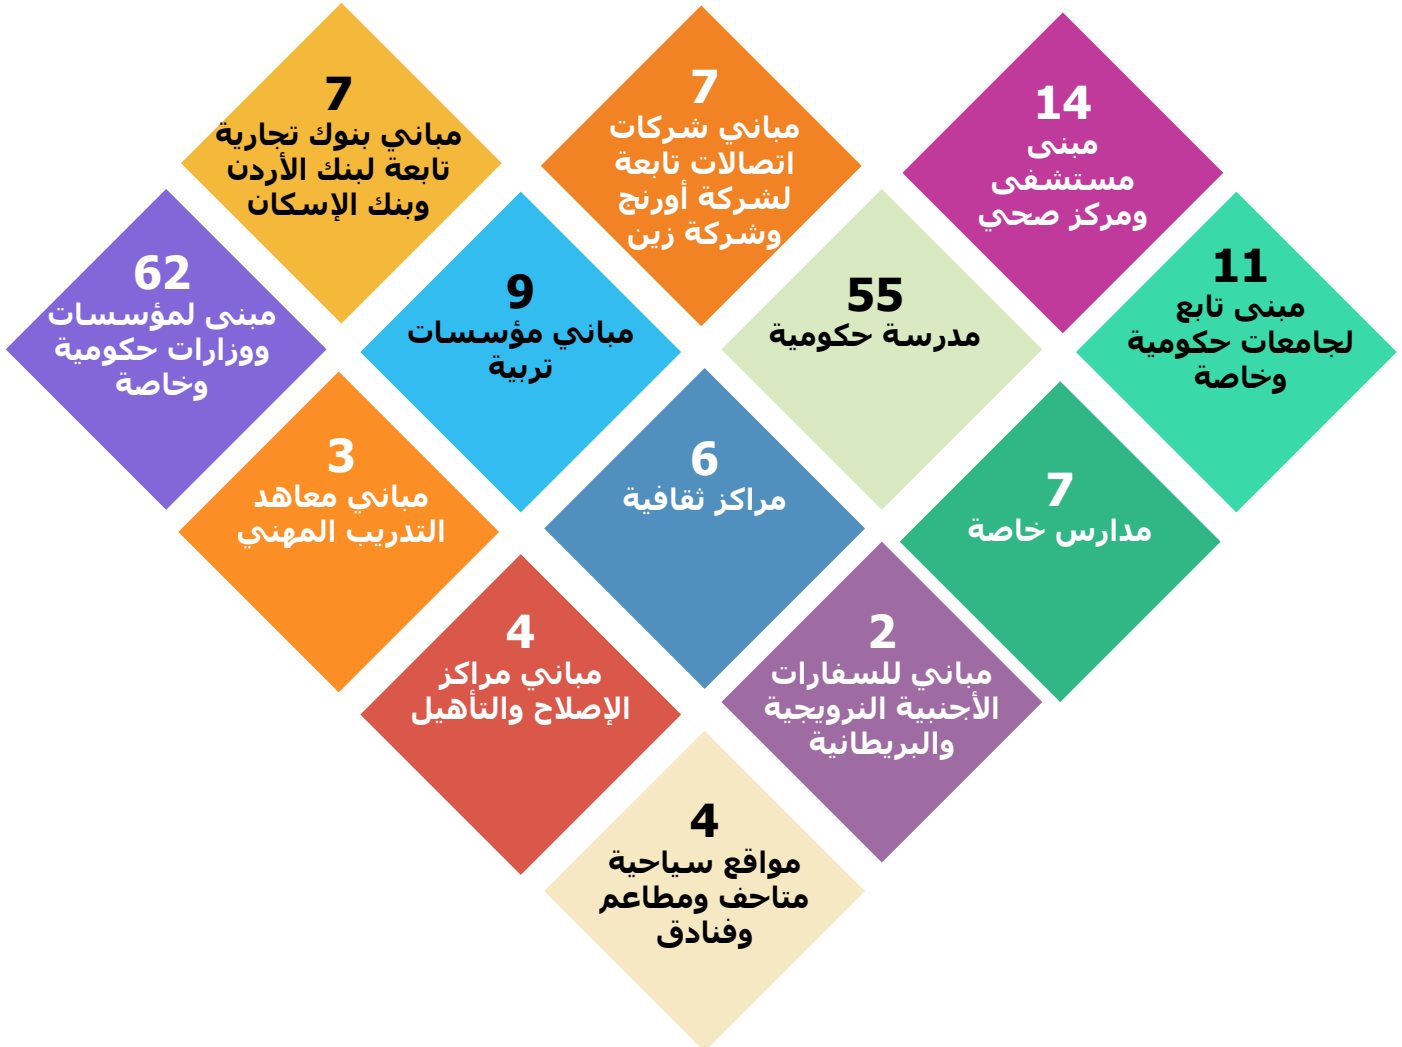 14
مبنى
مستشفى
ومركز صحي
7
مباني شركات
اتصالات تابعة
لشركة أورنج
وشركة زين
7
مباني بنوك تجارية
تابعة لبنك الأردن
وبنك الإسكان
11
مبنى تابع
لجامعات حكومية
وخاصة
55
مدرسة حكومية
9
مباني مؤسسات
تربية
62
مبنى لمؤسسات
ووزارات حكومية
وخاصة
7
مدارس خاصة
6
مراكز ثقافية
3
مباني معاهد
التدريب المهني
2
مباني للسفارات
الأجنبية النرويجية
والبريطانية
4
مباني مراكز
الإصلاح والتأهيل
4
مواقع سياحية
متاحف ومطاعم
وفنادق